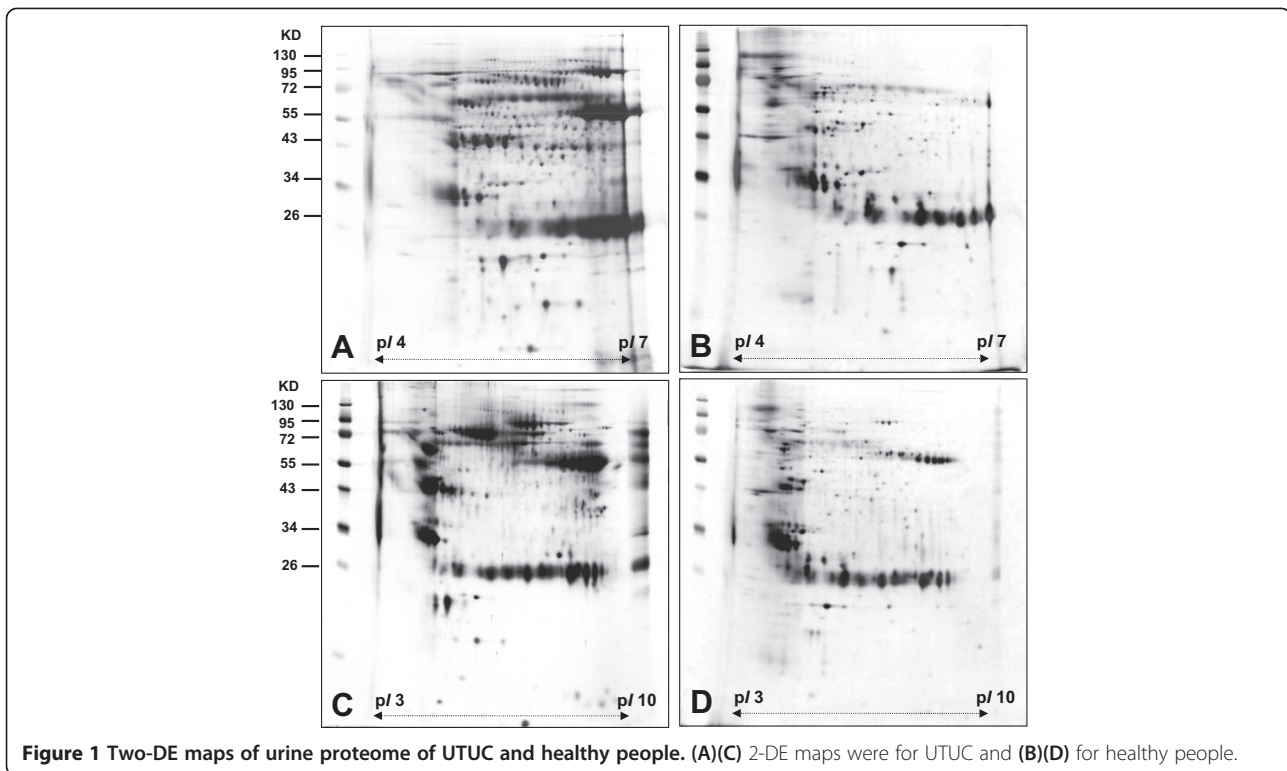 KD
130
95
72
55
43
34
26
A
pI 4
pI 7
B
pI 4
pI 7
KD
130
95
72
55
43
34
26
C
pI 3
pI 10
D
pI 3
pI 10
Figure 1 Two-DE maps of urine proteome of UTUC and healthy people. (A)(C) 2-DE maps were for UTUC and (B)(D) for healthy people.